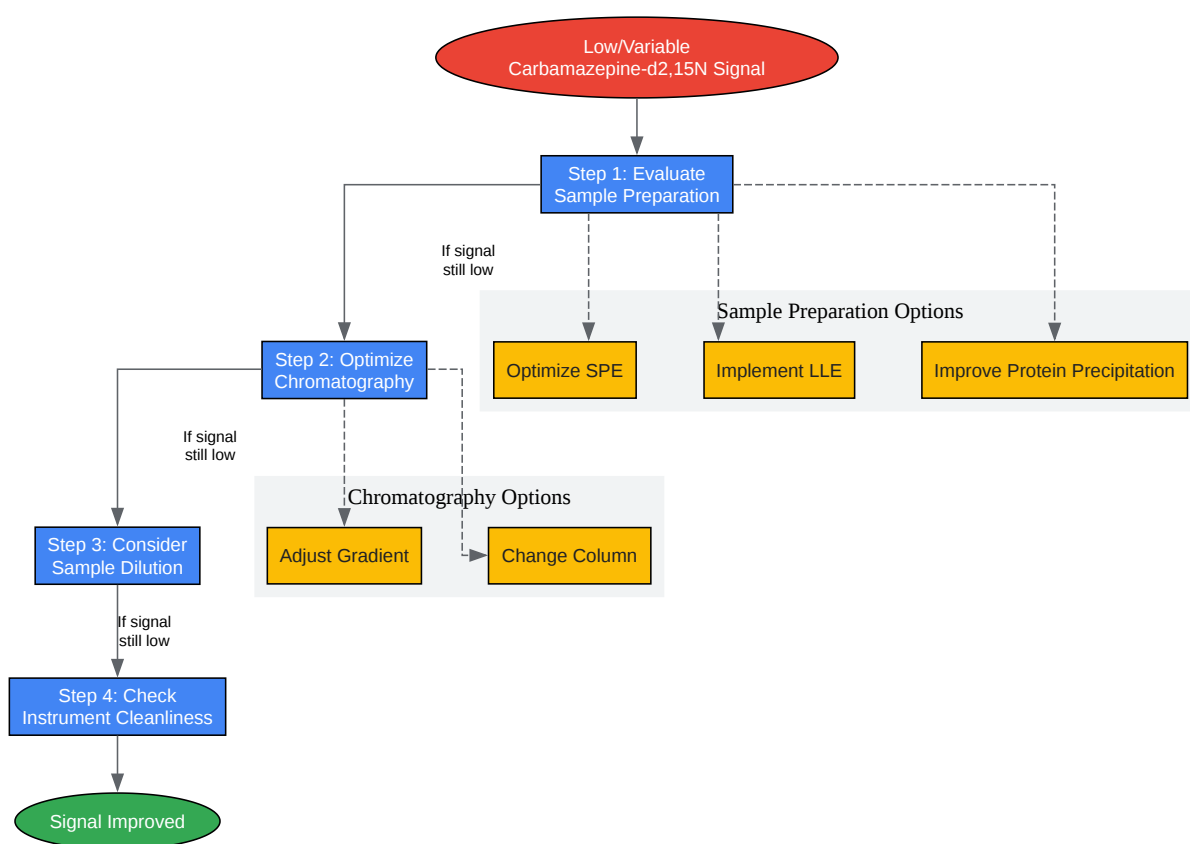 Low/Variable
Carbamazepine-d2,15N Signal
Step 1: Evaluate
Sample Preparation
If signal
still low
Sample Preparation Options
Optimize SPE
Implement LLE
Improve Protein Precipitation
Step 2: Optimize
Chromatography
If signal
still low
Chromatography Options
Adjust Gradient
Change Column
Step 3: Consider
Sample Dilution
If signal
still low
Step 4: Check
Instrument Cleanliness
Signal Improved